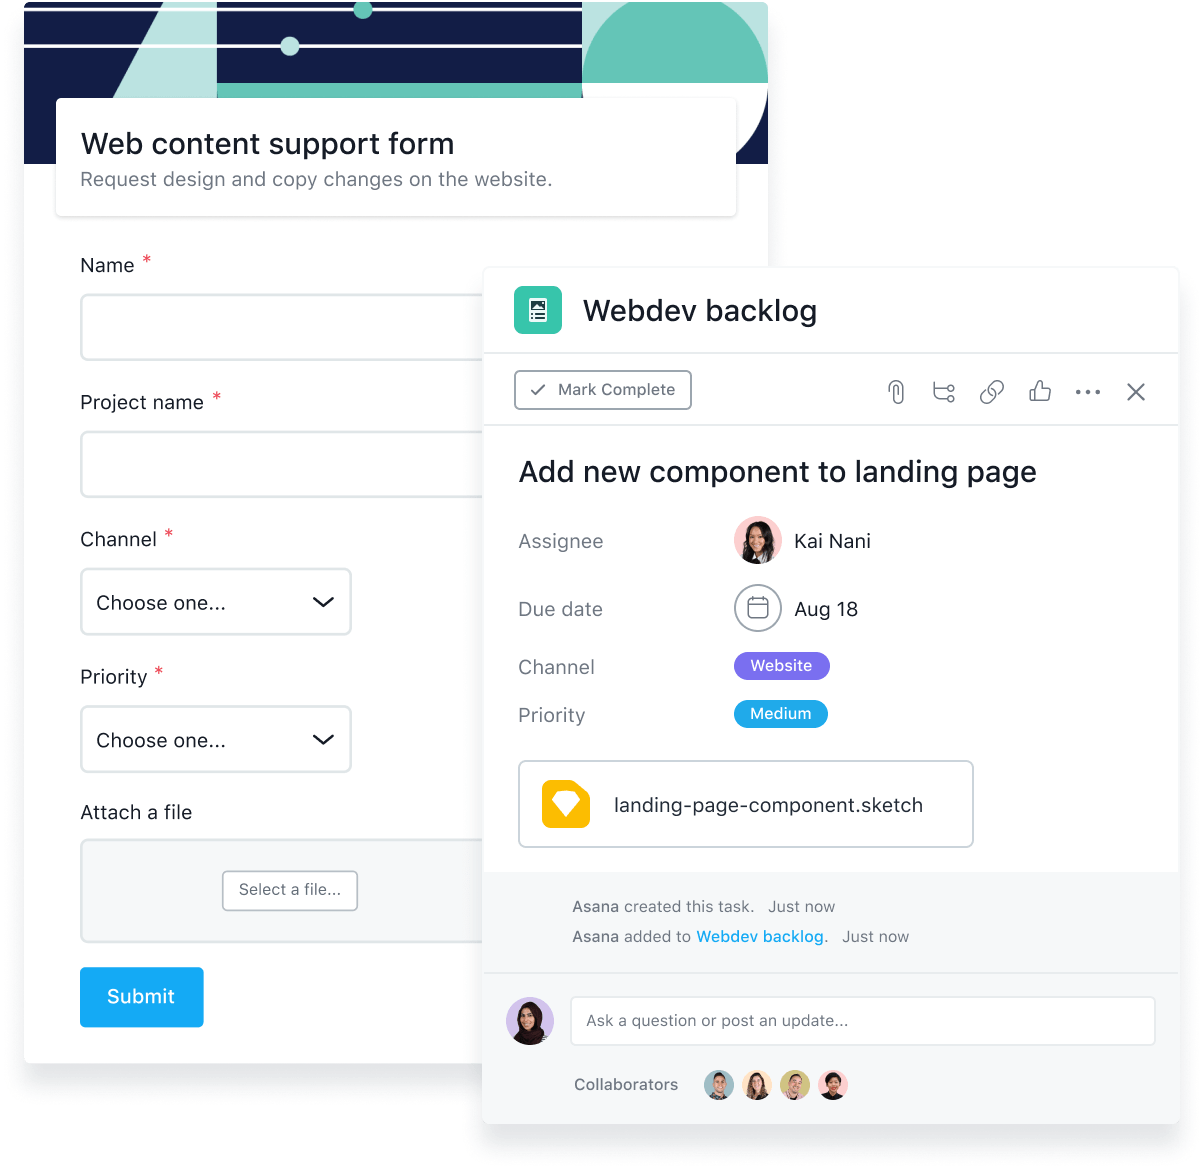 Web content support form
Request design and copy changes on the website.
Name *
Project name *
Channel *
Choose one...
Priority *
Choose one...
Attach a file
Select a file...
Submit
Webdev backlog
Mark Complete
Add new component to landing page
Assignee Kai Nani
Due date Aug 18
Channel Website
Priority Medium
landing-page-component.sketch
Asana created this task. Just now
Asana added to Webdev backlog. Just now
Ask a question or post an update...
Collaborators